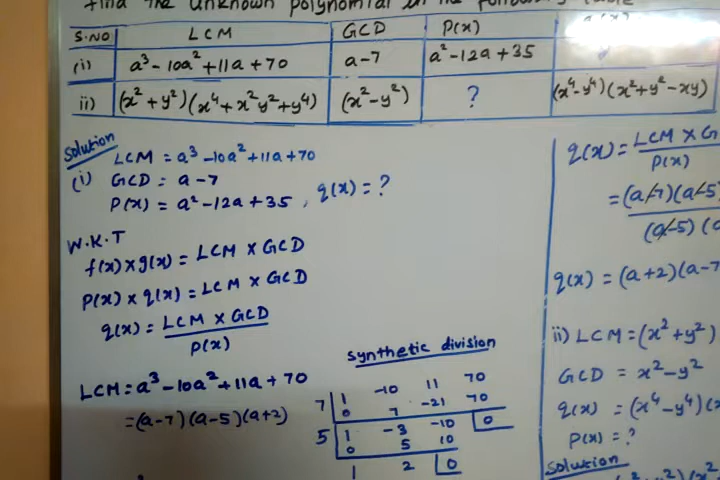 find the unknown polynomial in the following table
S.NO LCM GCD P(x) q(x)
(i) a³ - 10a² + 11a + 70 a - 7 a² - 12a + 35
ii) (x² + y²)(x⁴ + x²y² + y⁴) (x² - y²) ? (x⁴ - y⁴)(x² + y² - xy)
Solution
LCM = a³ - 10a² + 11a + 70
(i) GCD = a - 7
P(x) = a² - 12a + 35, q(x) = ?
W.K.T
f(x) x g(x) = LCM x GCD
P(x) x q(x) = LCM x GCD
q(x) = LCM x GCD
P(x)
LCM = a³ - 10a² + 11a + 70
= (a-7)(a-5)(a+2)
synthetic division
7 1 -10 11 70
0 7 -21 70
5 1 -3 -10 0
0 5 10
1 2 0
q(x) = LCM x G
P(x)
= (a-7)(a-5
(a-5)(
q(x) = (a+2)(a-7
ii) LCM = (x² + y²)
GCD = x² - y²
q(x) = (x⁴ - y⁴)(
P(x) = ?
Solution